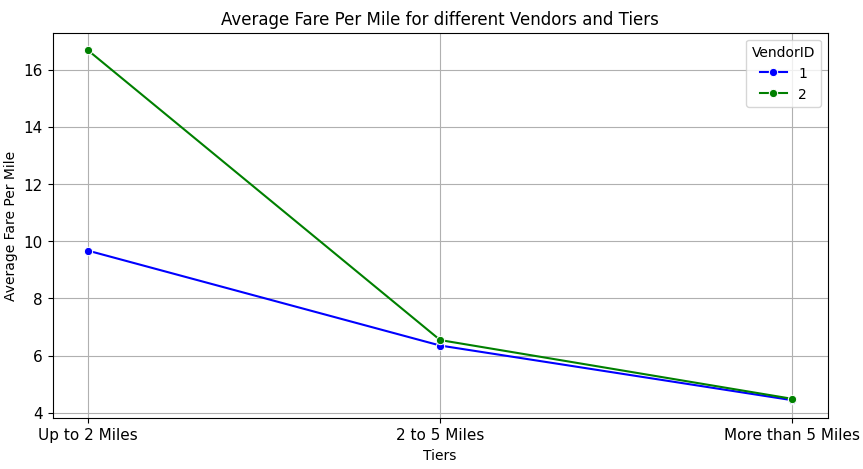 Average Fare Per Mile for different Vendors and Tiers
VendorID
1
2
Average Fare Per Mile
16
14
12
10
8
6
4
Up to 2 Miles
2 to 5 Miles
More than 5 Miles
Tiers